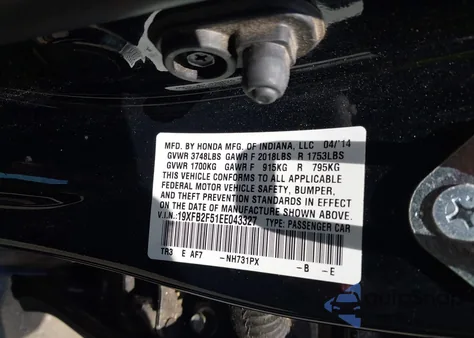 MFD. BY HONDA MFG. OF INDIANA, LLC 04/14
GVWR 3748LBS GAWR F 2018LBS R 1753LBS
GVWR 1700KG GAWR F 915KG R 795KG
THIS VEHICLE CONFORMS TO ALL APPLICABLE
FEDERAL MOTOR VEHICLE SAFETY, BUMPER,
AND THEFT PREVENTION STANDARDS IN EFFECT
ON THE DATE OF MANUFACTURE SHOWN ABOVE.
V.I.N.:19XFB2F51EE043327 TYPE: PASSENGER CAR
TR3 E AF7 -NH731PX -B -E